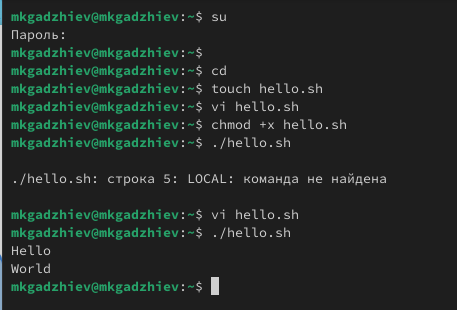 mkgadzhiev@mkgadzhiev:~$ su
Пароль:
mkgadzhiev@mkgadzhiev:~$
mkgadzhiev@mkgadzhiev:~$ cd
mkgadzhiev@mkgadzhiev:~$ touch hello.sh
mkgadzhiev@mkgadzhiev:~$ vi hello.sh
mkgadzhiev@mkgadzhiev:~$ chmod +x hello.sh
mkgadzhiev@mkgadzhiev:~$ ./hello.sh
./hello.sh: строка 5: LOCAL: команда не найдена
mkgadzhiev@mkgadzhiev:~$ vi hello.sh
mkgadzhiev@mkgadzhiev:~$ ./hello.sh
Hello
World
mkgadzhiev@mkgadzhiev:~$